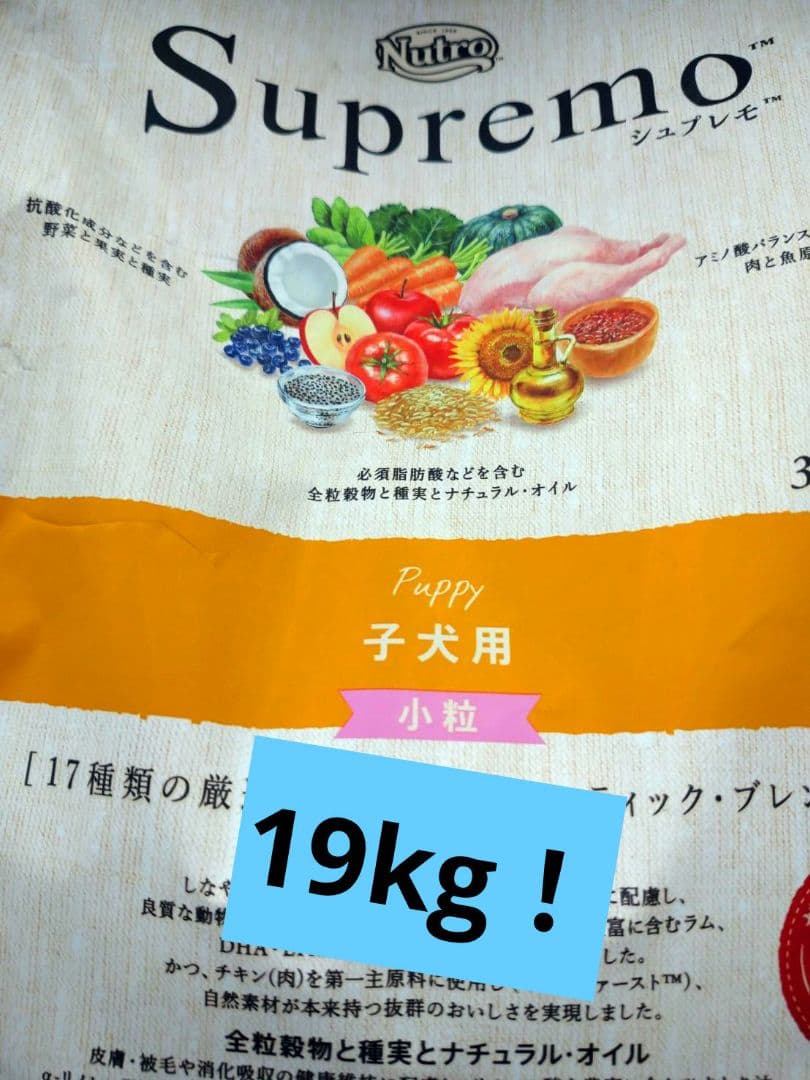 SINCE 1926
Nutro™
Supremo™
シュプレモ™
抗酸化成分などを含む
野菜と果実と種実
アミノ酸バランス
肉と魚原
必須脂肪酸などを含む
全粒穀物と種実とナチュラル・オイル
3
Puppy
子犬用
小粒
[17種類の厳 ティック・ブレン
19kg！
しなや に配慮し、
良質な動物 富に含むラム、
DHA・ した。
かつ、チキン(肉)を第一主原料に使用し ァースト™)、
自然素材が本来持つ抜群のおいしさを実現しました。
全粒穀物と種実とナチュラル・オイル
皮膚・被毛や消化吸収の健康維持に配慮し